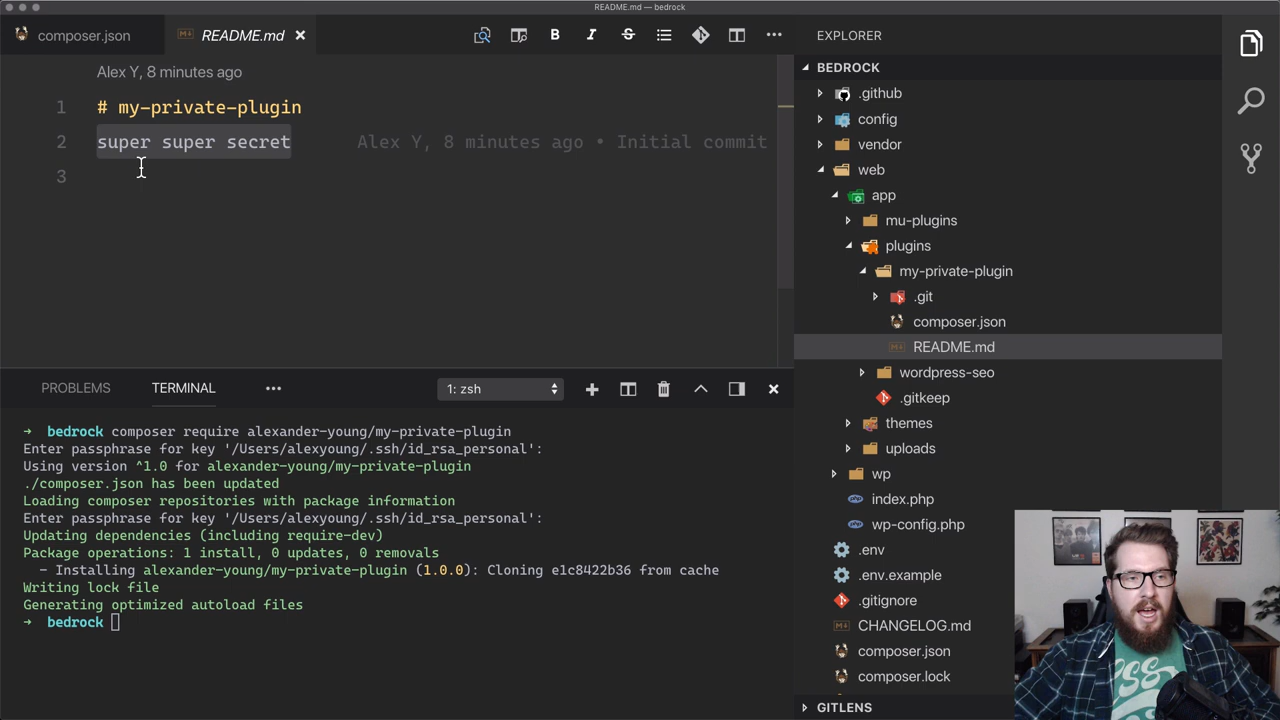 README.md — bedrock
composer.json
README.md
EXPLORER
Alex Y, 8 minutes ago
1 # my-private-plugin
2 super super secret Alex Y, 8 minutes ago • Initial commit
3
BEDROCK
.github
config
vendor
web
app
mu-plugins
plugins
my-private-plugin
.git
composer.json
README.md
wordpress-seo
.gitkeep
themes
uploads
wp
index.php
wp-config.php
.env
.env.example
.gitignore
CHANGELOG.md
composer.json
composer.lock
GITLENS
PROBLEMS
TERMINAL
1: zsh
→ bedrock composer require alexander-young/my-private-plugin
Enter passphrase for key '/Users/alexyoung/.ssh/id_rsa_personal':
Using version ^1.0 for alexander-young/my-private-plugin
./composer.json has been updated
Loading composer repositories with package information
Enter passphrase for key '/Users/alexyoung/.ssh/id_rsa_personal':
Updating dependencies (including require-dev)
Package operations: 1 install, 0 updates, 0 removals
– Installing alexander-young/my-private-plugin (1.0.0): Cloning e1c8422b36 from cache
Writing lock file
Generating optimized autoload files
→ bedrock